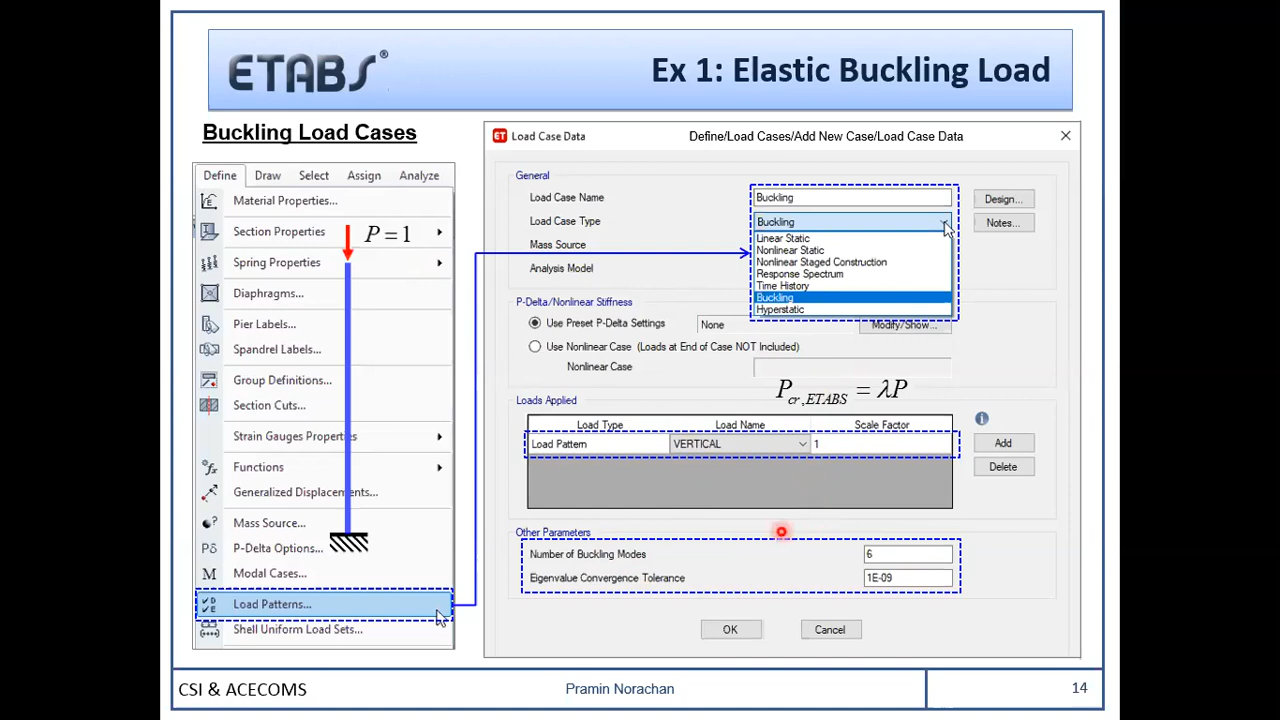 ETABS®
Ex 1: Elastic Buckling Load
Buckling Load Cases
Define Draw Select Assign Analyze
Material Properties...
Section Properties
P = 1
Spring Properties
Diaphragms...
Pier Labels...
Spandrel Labels...
Group Definitions...
Section Cuts...
Strain Gauges Properties
Functions
Generalized Displacements...
Mass Source...
Pδ P-Delta Options...
M Modal Cases...
Load Patterns...
Shell Uniform Load Sets...
ET Load Case Data Define/Load Cases/Add New Case/Load Case Data
General
Load Case Name Buckling Design...
Load Case Type Buckling Notes...
Mass Source
Analysis Model
Linear Static
Nonlinear Static
Nonlinear Staged Construction
Response Spectrum
Time History
Buckling
Hyperstatic
P-Delta/Nonlinear Stiffness
Use Preset P-Delta Settings None Modify/Show...
Use Nonlinear Case (Loads at End of Case NOT Included)
Nonlinear Case
Pcr,ETABS = λP
Loads Applied
Load Type Load Name Scale Factor
Load Pattern VERTICAL 1
Add
Delete
Other Parameters
Number of Buckling Modes 6
Eigenvalue Convergence Tolerance 1E-09
OK Cancel
CSI & ACECOMS Pramin Norachan 14